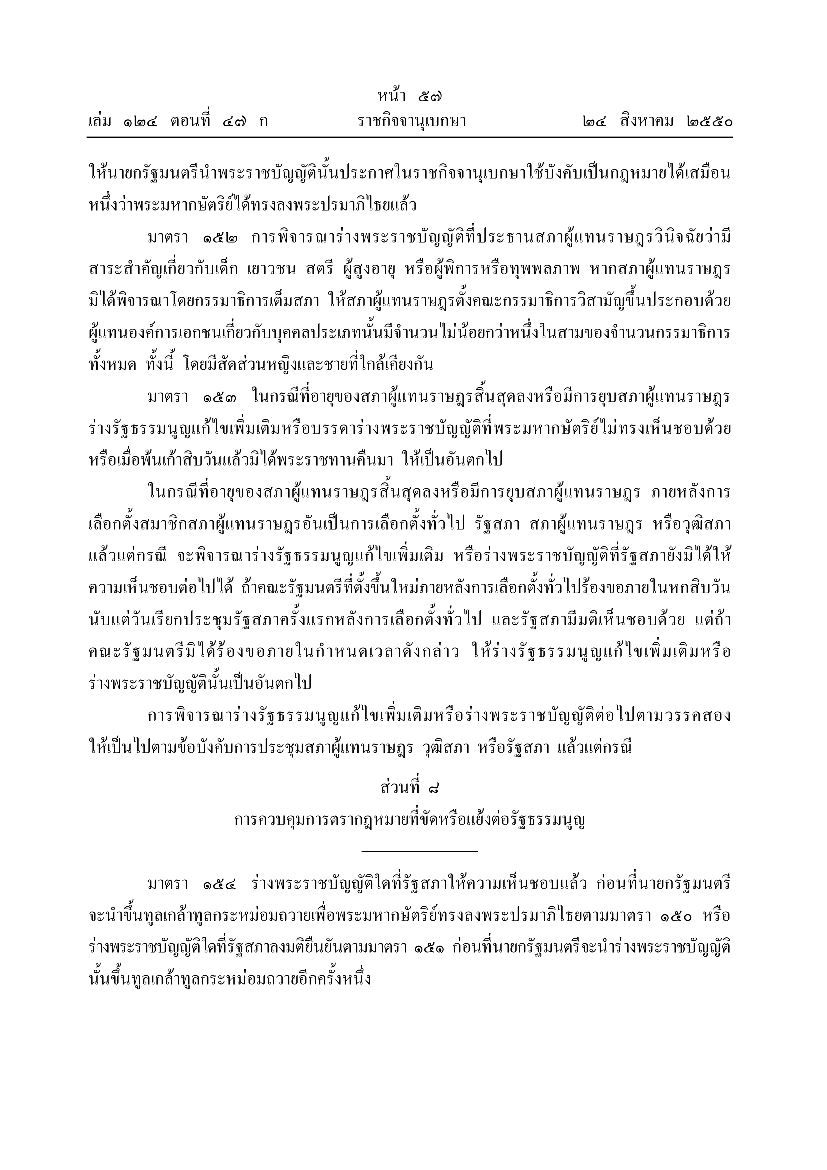 หน้า ๕๗
เล่ม ๑๒๔ ตอนที่ ๔๗ ก ราชกิจจานุเบกษา ๒๔ สิงหาคม ๒๕๕๐
ให้นายกรัฐมนตรีนำพระราชบัญญัตินั้นประกาศในราชกิจจานุเบกษาใช้บังคับเป็นกฎหมายได้เสมือน
หนึ่งว่าพระมหากษัตริย์ได้ทรงลงพระปรมาภิไธยแล้ว
มาตรา ๑๕๒ การพิจารณาร่างพระราชบัญญัติที่ประธานสภาผู้แทนราษฎรวินิจฉัยว่ามี
สาระสำคัญเกี่ยวกับเด็ก เยาวชน สตรี ผู้สูงอายุ หรือผู้พิการหรือทุพพลภาพ หากสภาผู้แทนราษฎร
มิได้พิจารณาโดยกรรมาธิการเต็มสภา ให้สภาผู้แทนราษฎรตั้งคณะกรรมาธิการวิสามัญขึ้นประกอบด้วย
ผู้แทนองค์การเอกชนเกี่ยวกับบุคคลประเภทนั้นมีจำนวนไม่น้อยกว่าหนึ่งในสามของจำนวนกรรมาธิการ
ทั้งหมด ทั้งนี้ โดยมีสัดส่วนหญิงและชายที่ใกล้เคียงกัน
มาตรา ๑๕๓ ในกรณีที่อายุของสภาผู้แทนราษฎรสิ้นสุดลงหรือมีการยุบสภาผู้แทนราษฎร
ร่างรัฐธรรมนูญแก้ไขเพิ่มเติมหรือบรรดาร่างพระราชบัญญัติที่พระมหากษัตริย์ไม่ทรงเห็นชอบด้วย
หรือเมื่อพ้นเก้าสิบวันแล้วมิได้พระราชทานคืนมา ให้เป็นอันตกไป
ในกรณีที่อายุของสภาผู้แทนราษฎรสิ้นสุดลงหรือมีการยุบสภาผู้แทนราษฎร ภายหลังการ
เลือกตั้งสมาชิกสภาผู้แทนราษฎรอันเป็นการเลือกตั้งทั่วไป รัฐสภา สภาผู้แทนราษฎร หรือวุฒิสภา
แล้วแต่กรณี จะพิจารณาร่างรัฐธรรมนูญแก้ไขเพิ่มเติม หรือร่างพระราชบัญญัติที่รัฐสภายังมิได้ให้
ความเห็นชอบต่อไปได้ ถ้าคณะรัฐมนตรีที่ตั้งขึ้นใหม่ภายหลังการเลือกตั้งทั่วไปร้องขอภายในหกสิบวัน
นับแต่วันเรียกประชุมรัฐสภาครั้งแรกหลังการเลือกตั้งทั่วไป และรัฐสภามีมติเห็นชอบด้วย แต่ถ้า
คณะรัฐมนตรีมิได้ร้องขอภายในกำหนดเวลาดังกล่าว ให้ร่างรัฐธรรมนูญแก้ไขเพิ่มเติมหรือ
ร่างพระราชบัญญัตินั้นเป็นอันตกไป
การพิจารณาร่างรัฐธรรมนูญแก้ไขเพิ่มเติมหรือร่างพระราชบัญญัติต่อไปตามวรรคสอง
ให้เป็นไปตามข้อบังคับการประชุมสภาผู้แทนราษฎร วุฒิสภา หรือรัฐสภา แล้วแต่กรณี
ส่วนที่ ๘
การควบคุมการตรากฎหมายที่ขัดหรือแย้งต่อรัฐธรรมนูญ
มาตรา ๑๕๔ ร่างพระราชบัญญัติใดที่รัฐสภาให้ความเห็นชอบแล้ว ก่อนที่นายกรัฐมนตรี
จะนำขึ้นทูลเกล้าทูลกระหม่อมถวายเพื่อพระมหากษัตริย์ทรงลงพระปรมาภิไธยตามมาตรา ๑๕๐ หรือ
ร่างพระราชบัญญัติใดที่รัฐสภาลงมติยืนยันตามมาตรา ๑๕๑ ก่อนที่นายกรัฐมนตรีจะนำร่างพระราชบัญญัติ
นั้นขึ้นทูลเกล้าทูลกระหม่อมถวายอีกครั้งหนึ่ง